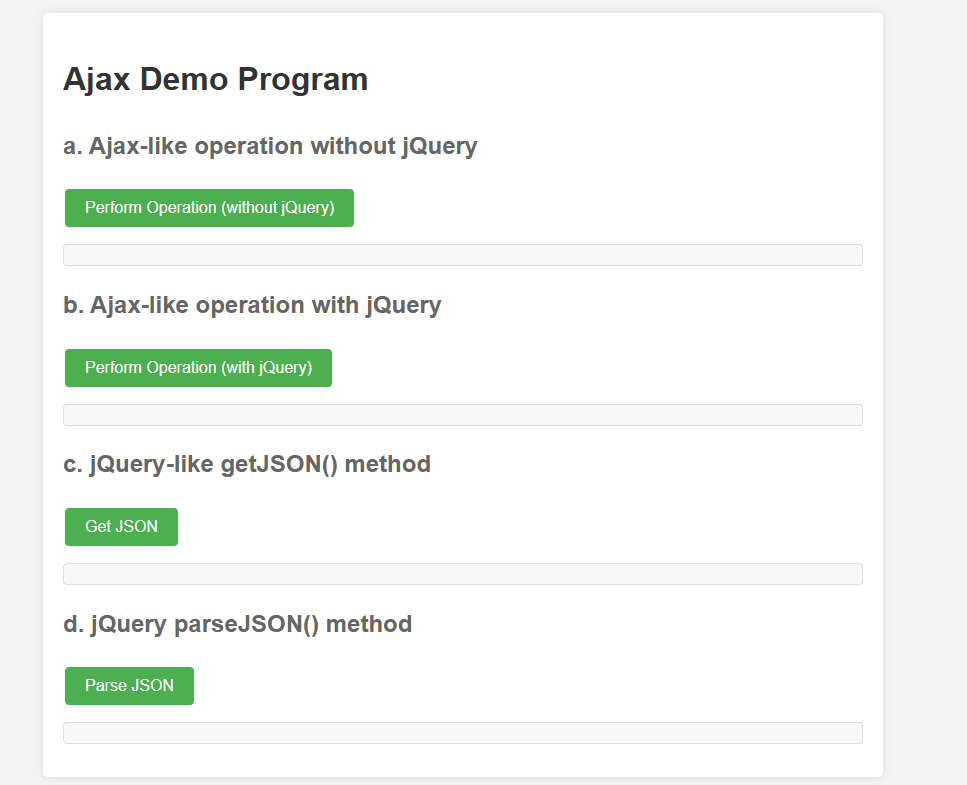 Ajax Demo Program
a. Ajax-like operation without jQuery
Perform Operation (without jQuery)
b. Ajax-like operation with jQuery
Perform Operation (with jQuery)
c. jQuery-like getJSON() method
Get JSON
d. jQuery parseJSON() method
Parse JSON